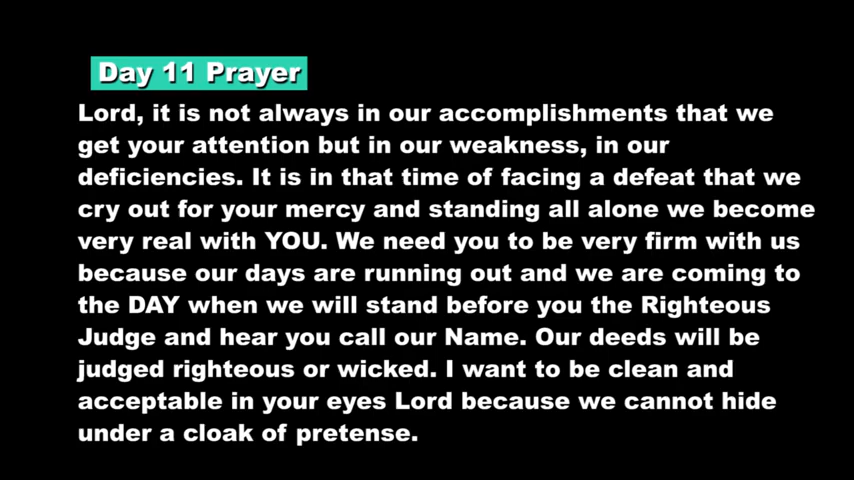 Day 11 Prayer
Lord, it is not always in our accomplishments that we
get your attention but in our weakness, in our
deficiencies. It is in that time of facing a defeat that we
cry out for your mercy and standing all alone we become
very real with YOU. We need you to be very firm with us
because our days are running out and we are coming to
the DAY when we will stand before you the Righteous
Judge and hear you call our Name. Our deeds will be
judged righteous or wicked. I want to be clean and
acceptable in your eyes Lord because we cannot hide
under a cloak of pretense.